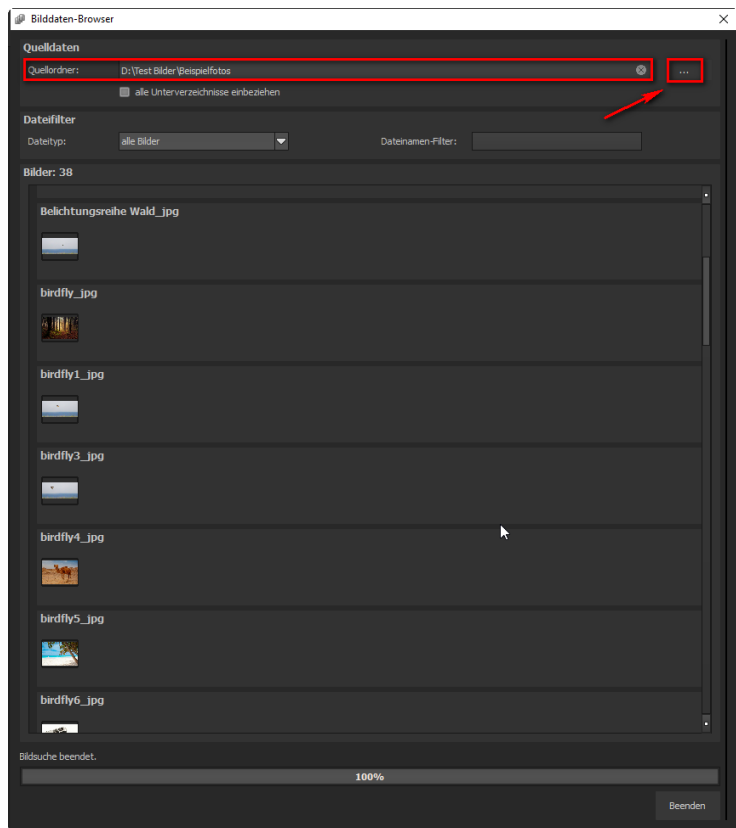 Bilddaten-Browser
Quelldaten
Quellordner: D:\Test Bilder\Beispielfotos ...
alle Unterverzeichnisse einbeziehen
Dateifilter
Dateityp: alle Bilder Dateinamen-Filter:
Bilder: 38
Belichtungsreihe Wald_jpg
birdfly_jpg
birdfly1_jpg
birdfly3_jpg
birdfly4_jpg
birdfly5_jpg
birdfly6_jpg
Bildsuche beendet.
100%
Beenden